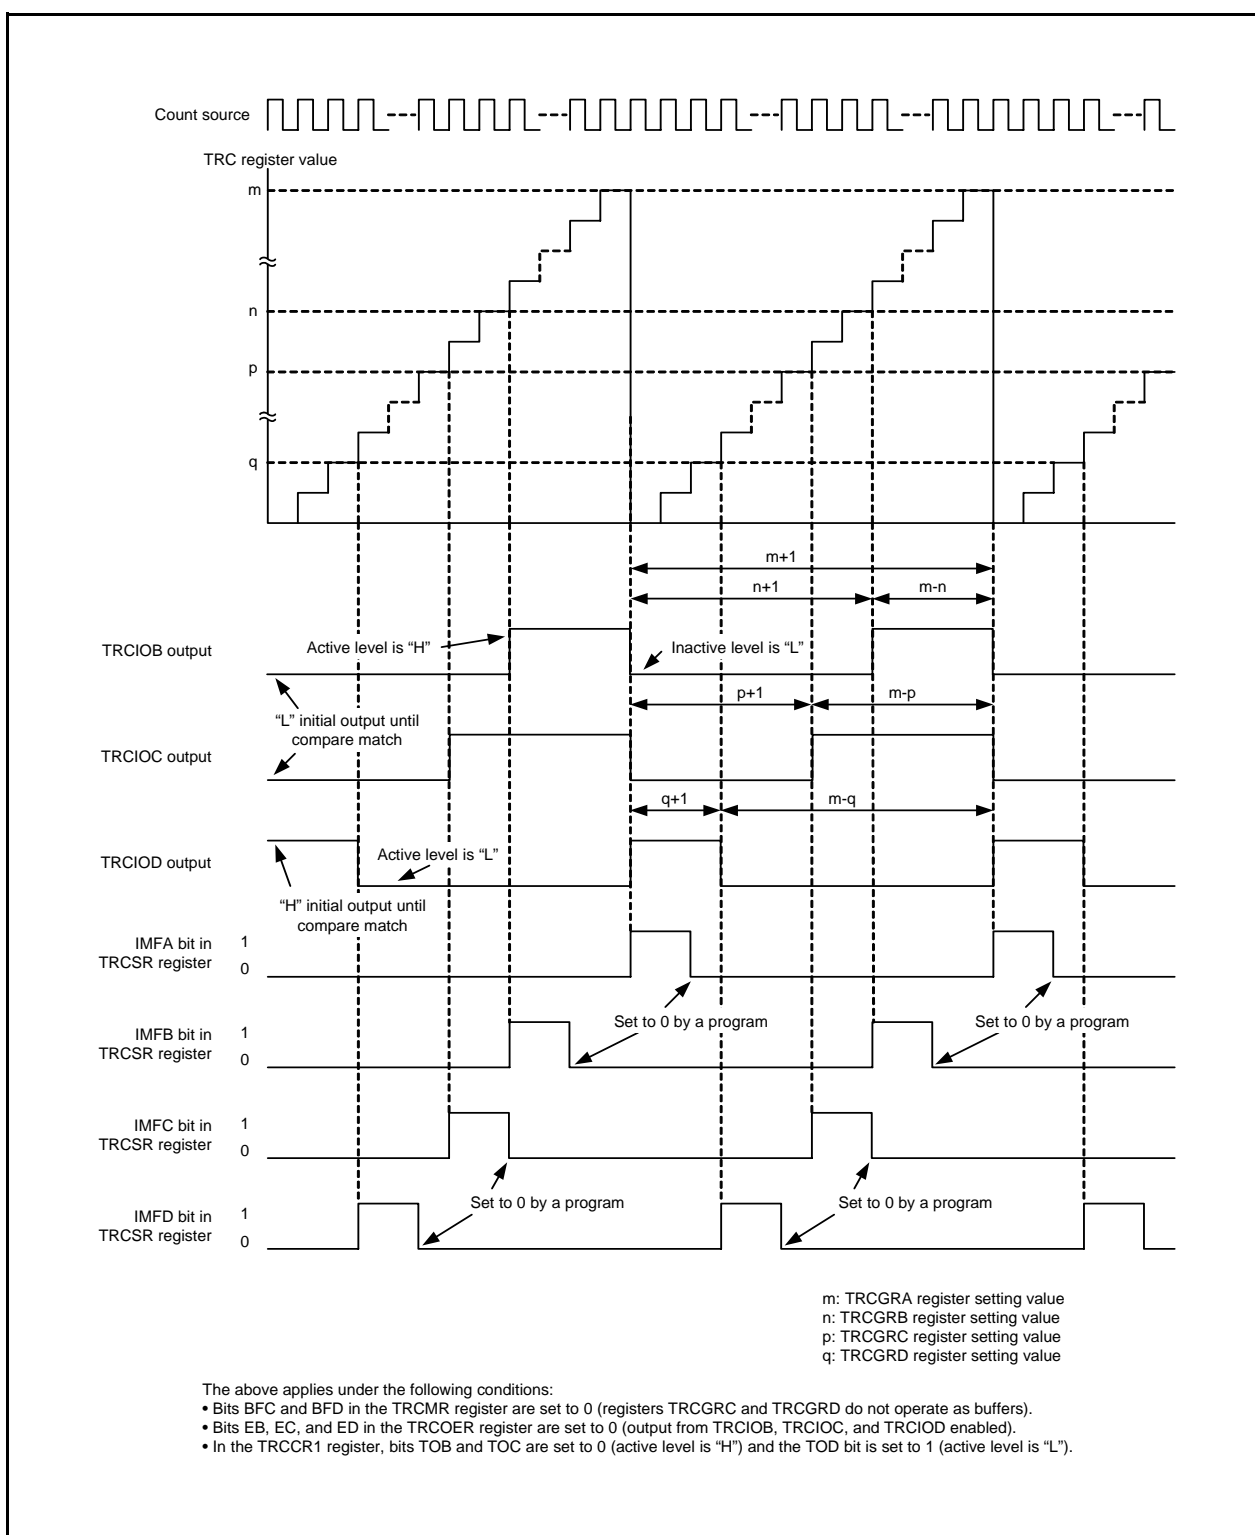 Count source
TRC register value
m
n
p
q
m+1
n+1
m-n
Active level is “H”
Inactive level is “L”
TRCIOB output
p+1
m-p
“L” initial output until
compare match
TRCIOC output
q+1
m-q
Active level is “L”
TRCIOD output
“H” initial output until
compare match
IMFA bit in
TRCSR register
1
0
Set to 0 by a program
Set to 0 by a program
IMFB bit in
TRCSR register
1
0
IMFC bit in
TRCSR register
1
0
Set to 0 by a program
Set to 0 by a program
IMFD bit in
TRCSR register
1
0
m: TRCGRA register setting value
n: TRCGRB register setting value
p: TRCGRC register setting value
q: TRCGRD register setting value
The above applies under the following conditions:
• Bits BFC and BFD in the TRCMR register are set to 0 (registers TRCGRC and TRCGRD do not operate as buffers).
• Bits EB, EC, and ED in the TRCOER register are set to 0 (output from TRCIOB, TRCIOC, and TRCIOD enabled).
• In the TRCCR1 register, bits TOB and TOC are set to 0 (active level is “H”) and the TOD bit is set to 1 (active level is “L”).